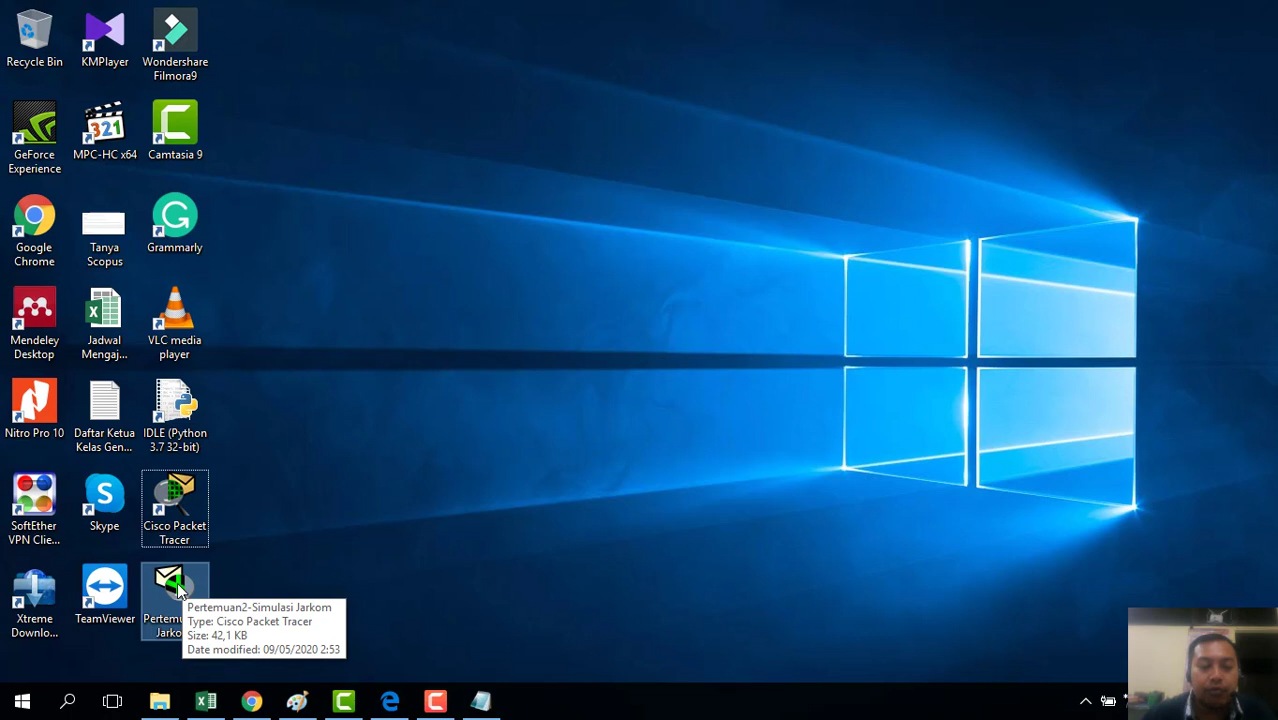 Recycle Bin
KMPlayer
Wondershare
Filmora9
GeForce
Experience
MPC-HC x64
321
Camtasia 9
Google
Chrome
Tanya
Scopus
Grammarly
Mendeley
Desktop
Jadwal
Mengaj...
VLC media
player
Nitro Pro 10
Daftar Ketua
Kelas Gen...
IDLE (Python
3.7 32-bit)
SoftEther
VPN Clie...
Skype
Cisco Packet
Tracer
Xtreme
Downlo...
TeamViewer
Pertemuan2-Simulasi Jarkom
Type: Cisco Packet Tracer
Size: 42,1 KB
Date modified: 09/05/2020 2:53